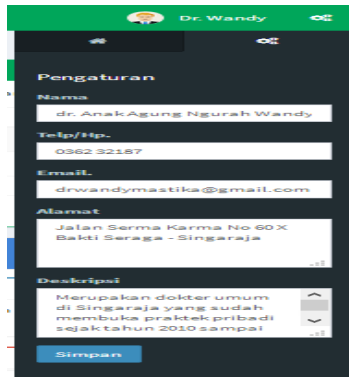 Dr. Wandy
Pengaturan
Nama
dr. Anak Agung Ngurah Wandy
Telp/Hp.
0362 32187
Email.
drwandymastika@gmail.com
Alamat
Jalan Serma Karma No 60 X
Bakti Seraga - Singaraja
Deskripsi
Merupakan dokter umum
di Singaraja yang sudah
membuka praktek pribadi
sejak tahun 2010 sampai
Simpan